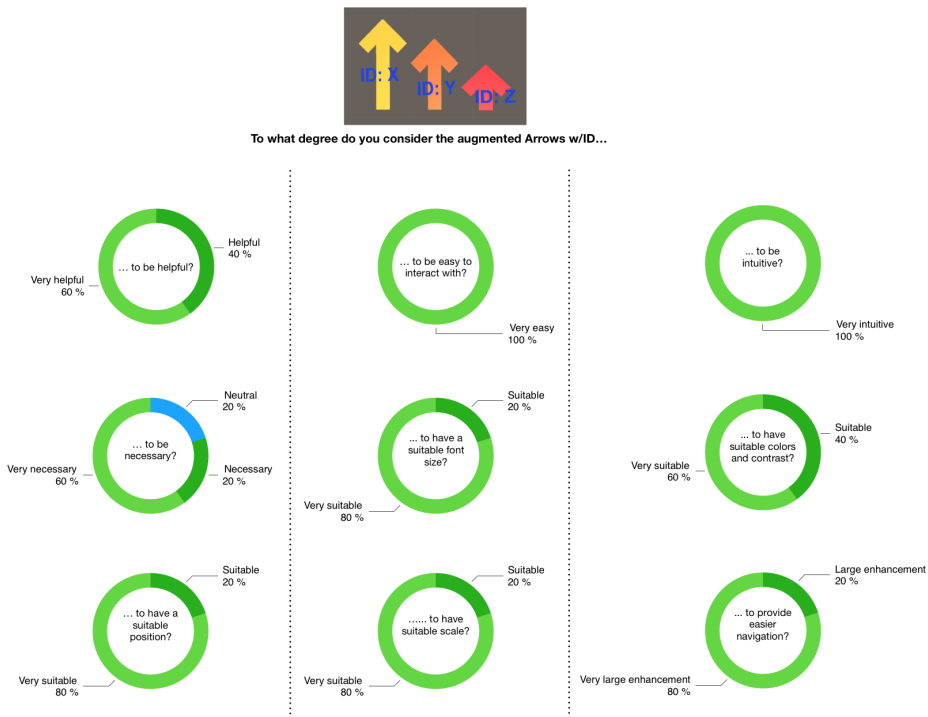 ID: X
ID: Y
ID: Z
To what degree do you consider the augmented Arrows w/ID…
… to be helpful?
Helpful
40 %
Very helpful
60 %
… to be easy to
interact with?
Very easy
100 %
... to be
intuitive?
Very intuitive
100 %
… to be
necessary?
Neutral
20 %
Necessary
20 %
Very necessary
60 %
... to have a
suitable font
size?
Suitable
20 %
Very suitable
80 %
... to have
suitable colors
and contrast?
Suitable
40 %
Very suitable
60 %
… to have a
suitable
position?
Suitable
20 %
Very suitable
80 %
…... to have
suitable scale?
Suitable
20 %
Very suitable
80 %
... to provide
easier
navigation?
Large enhancement
20 %
Very large enhancement
80 %